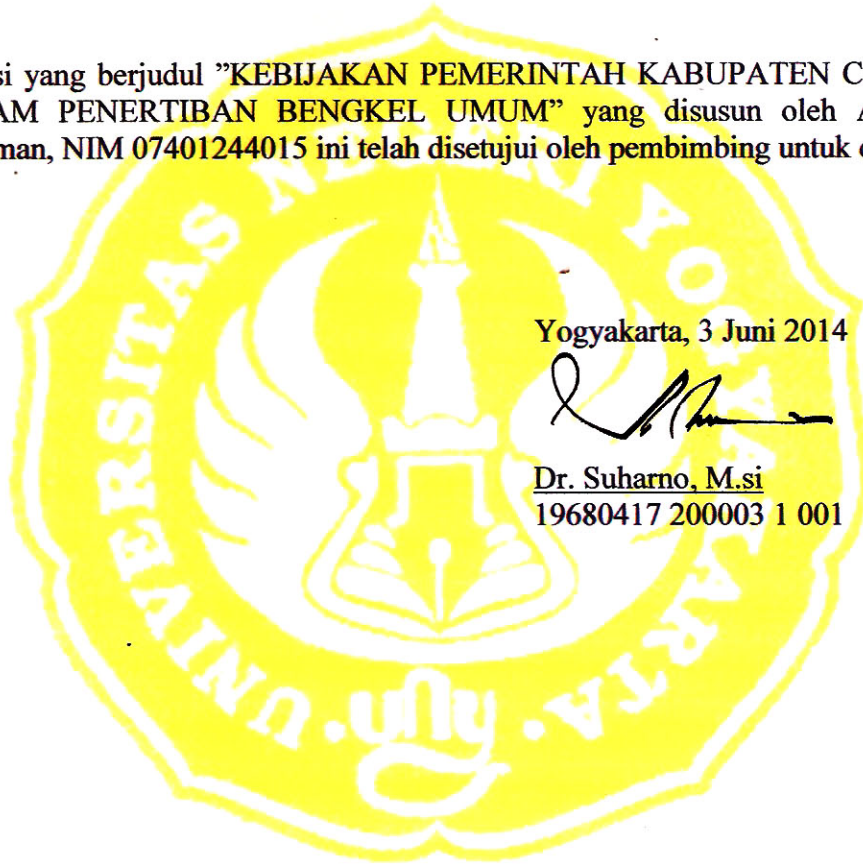 si yang berjudul ”KEBIJAKAN PEMERINTAH KABUPATEN C
AM PENERTIBAN BENGKEL UMUM” yang disusun oleh A
man, NIM 07401244015 ini telah disetujui oleh pembimbing untuk
Yogyakarta, 3 Juni 2014
Dr. Suharno, M.si
19680417 200003 1 001
UNIVERSITAS NEGERI YOGYAKARTA
uny